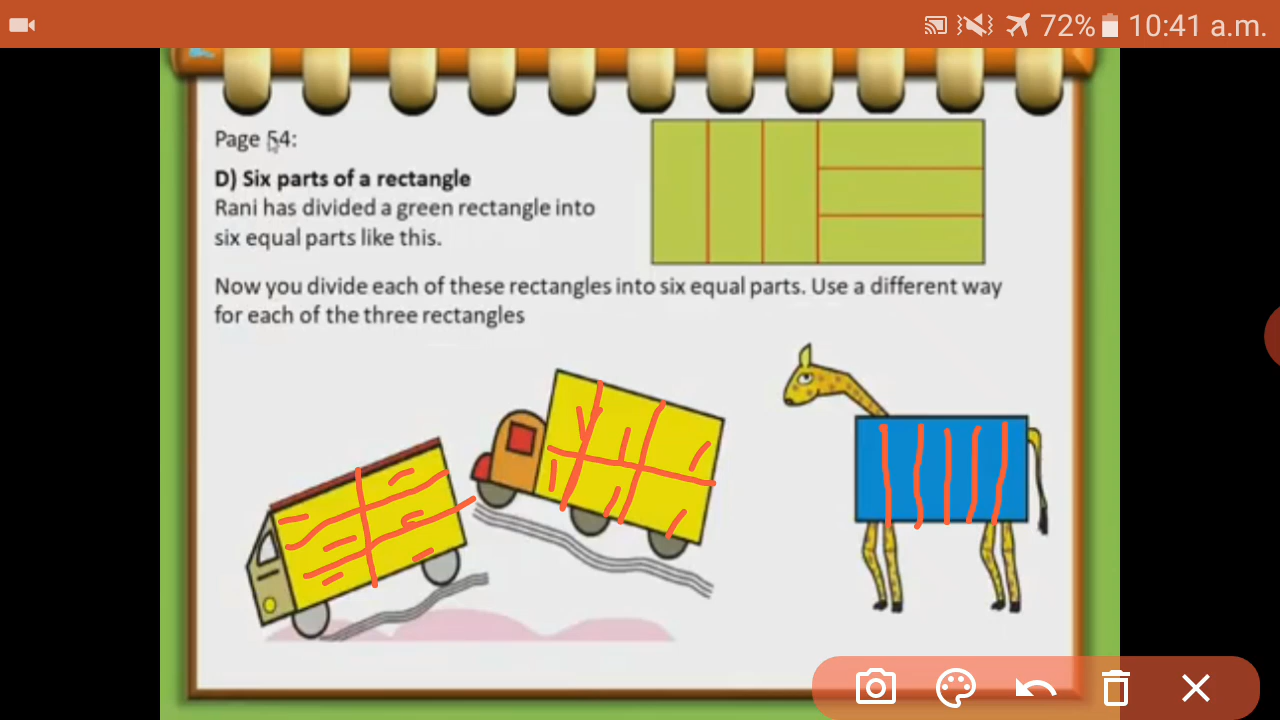 72% 10:41 a.m.
Page 54:
D) Six parts of a rectangle
Rani has divided a green rectangle into
six equal parts like this.
Now you divide each of these rectangles into six equal parts. Use a different way
for each of the three rectangles